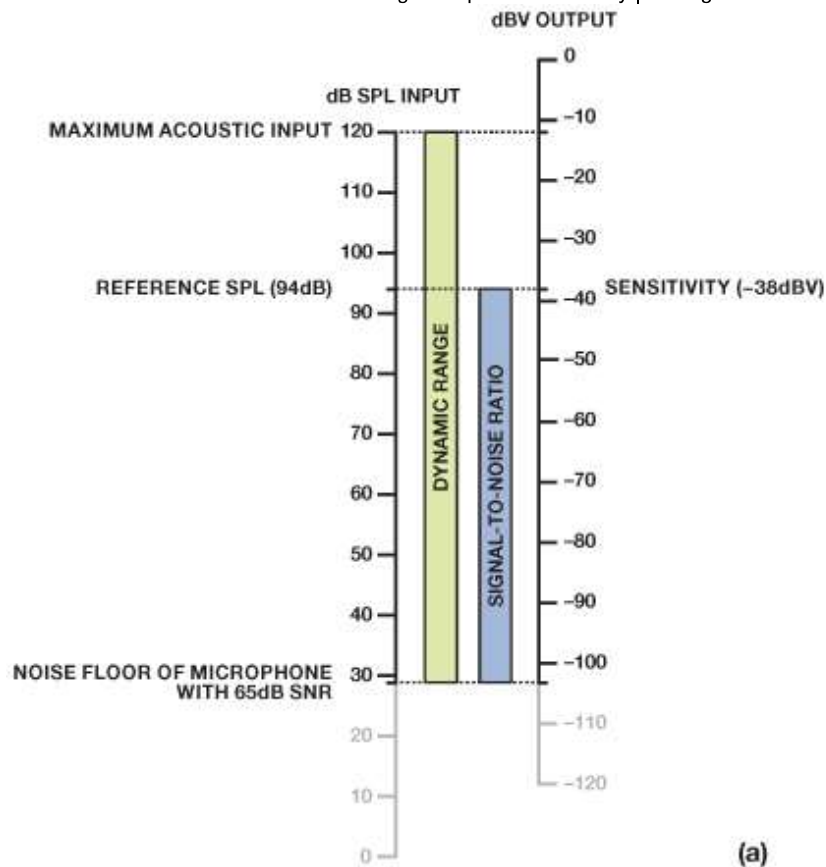 dBV OUTPUT
0
dB SPL INPUT
-10
MAXIMUM ACOUSTIC INPUT 120
-20
110
-30
100
REFERENCE SPL (94dB)
SENSITIVITY (-38dBV)
-40
90
-50
80
-60
70
-70
60
-80
50
-90
40
-100
NOISE FLOOR OF MICROPHONE
WITH 65dB SNR
30
-110
20
-120
10
0
DYNAMIC RANGE
SIGNAL-TO-NOISE RATIO
(a)